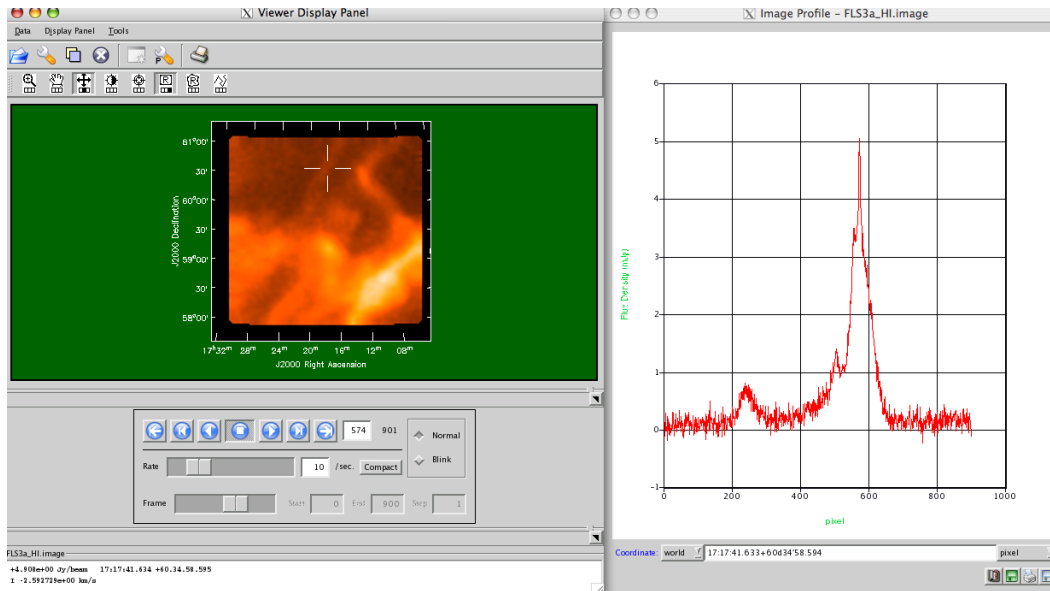 Viewer Display Panel
Data Display Panel Tools
61°00'
30'
60°00'
30'
59°00'
30'
58°00'
J2000 Declination
17ʰ32ᵐ 28ᵐ 24ᵐ 20ᵐ 16ᵐ 12ᵐ 08ᵐ
J2000 Right Ascension
574 901
Normal
Blink
Rate 10 /sec. Compact
Frame Start 0 End 900 Step 1
FLS3a_HI.image
+4.908e+00 Jy/beam 17:17:41.634 +60.34.58.595
I -2.592729e+00 km/s
Image Profile - FLS3a_HI.image
6
5
4
3
2
1
0
-1
Flux Density (mJy)
0 200 400 600 800 1000
pixel
Coordinate: world 17:17:41.633+60d34'58.594 pixel